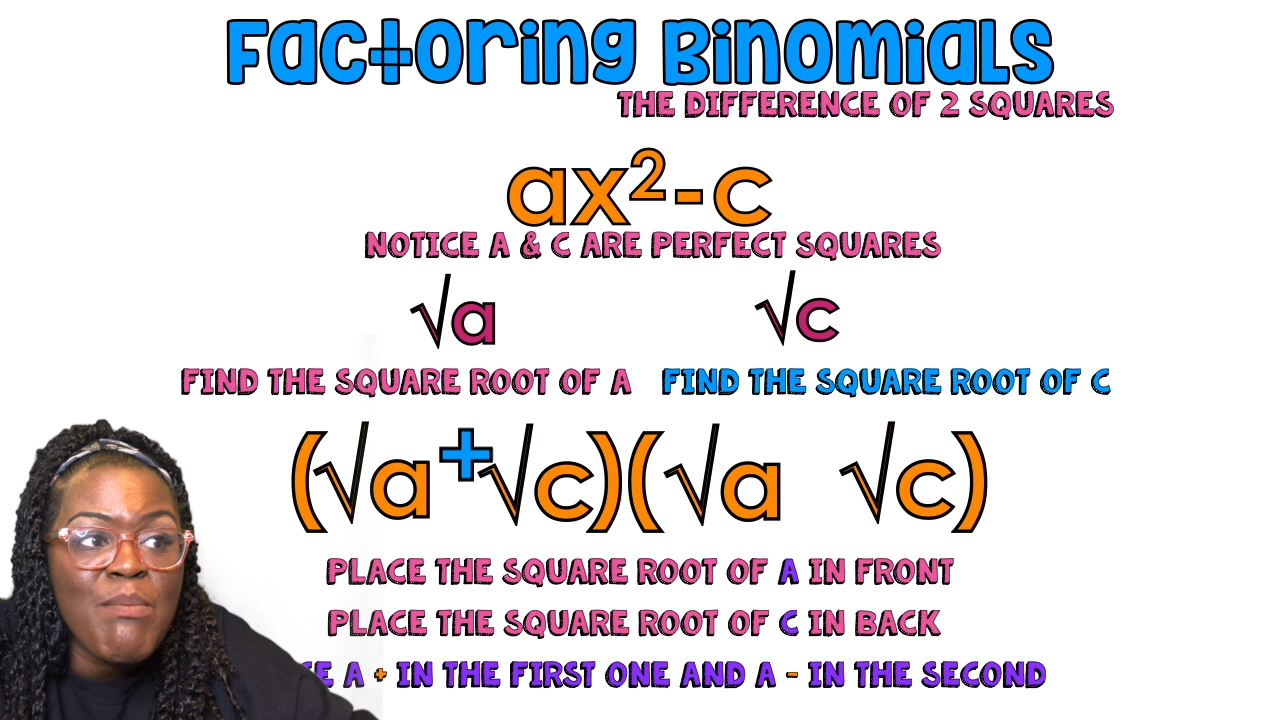 Factoring Binomials
THE DIFFERENCE OF 2 SQUARES
ax²-c
NOTICE A & C ARE PERFECT SQUARES
√a √c
FIND THE SQUARE ROOT OF A FIND THE SQUARE ROOT OF C
(√a+√c)(√a √c)
PLACE THE SQUARE ROOT OF A IN FRONT
PLACE THE SQUARE ROOT OF C IN BACK
A + IN THE FIRST ONE AND A - IN THE SECOND